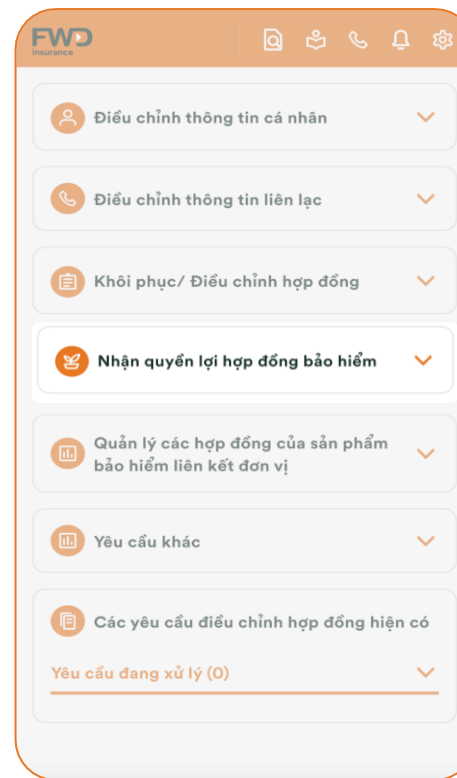 FWD
insurance
Điều chỉnh thông tin cá nhân
Điều chỉnh thông tin liên lạc
Khôi phục/ Điều chỉnh hợp đồng
Nhận quyền lợi hợp đồng bảo hiểm
Quản lý các hợp đồng của sản phẩm
bảo hiểm liên kết đơn vị
Yêu cầu khác
Các yêu cầu điều chỉnh hợp đồng hiện có
Yêu cầu đang xử lý (0)